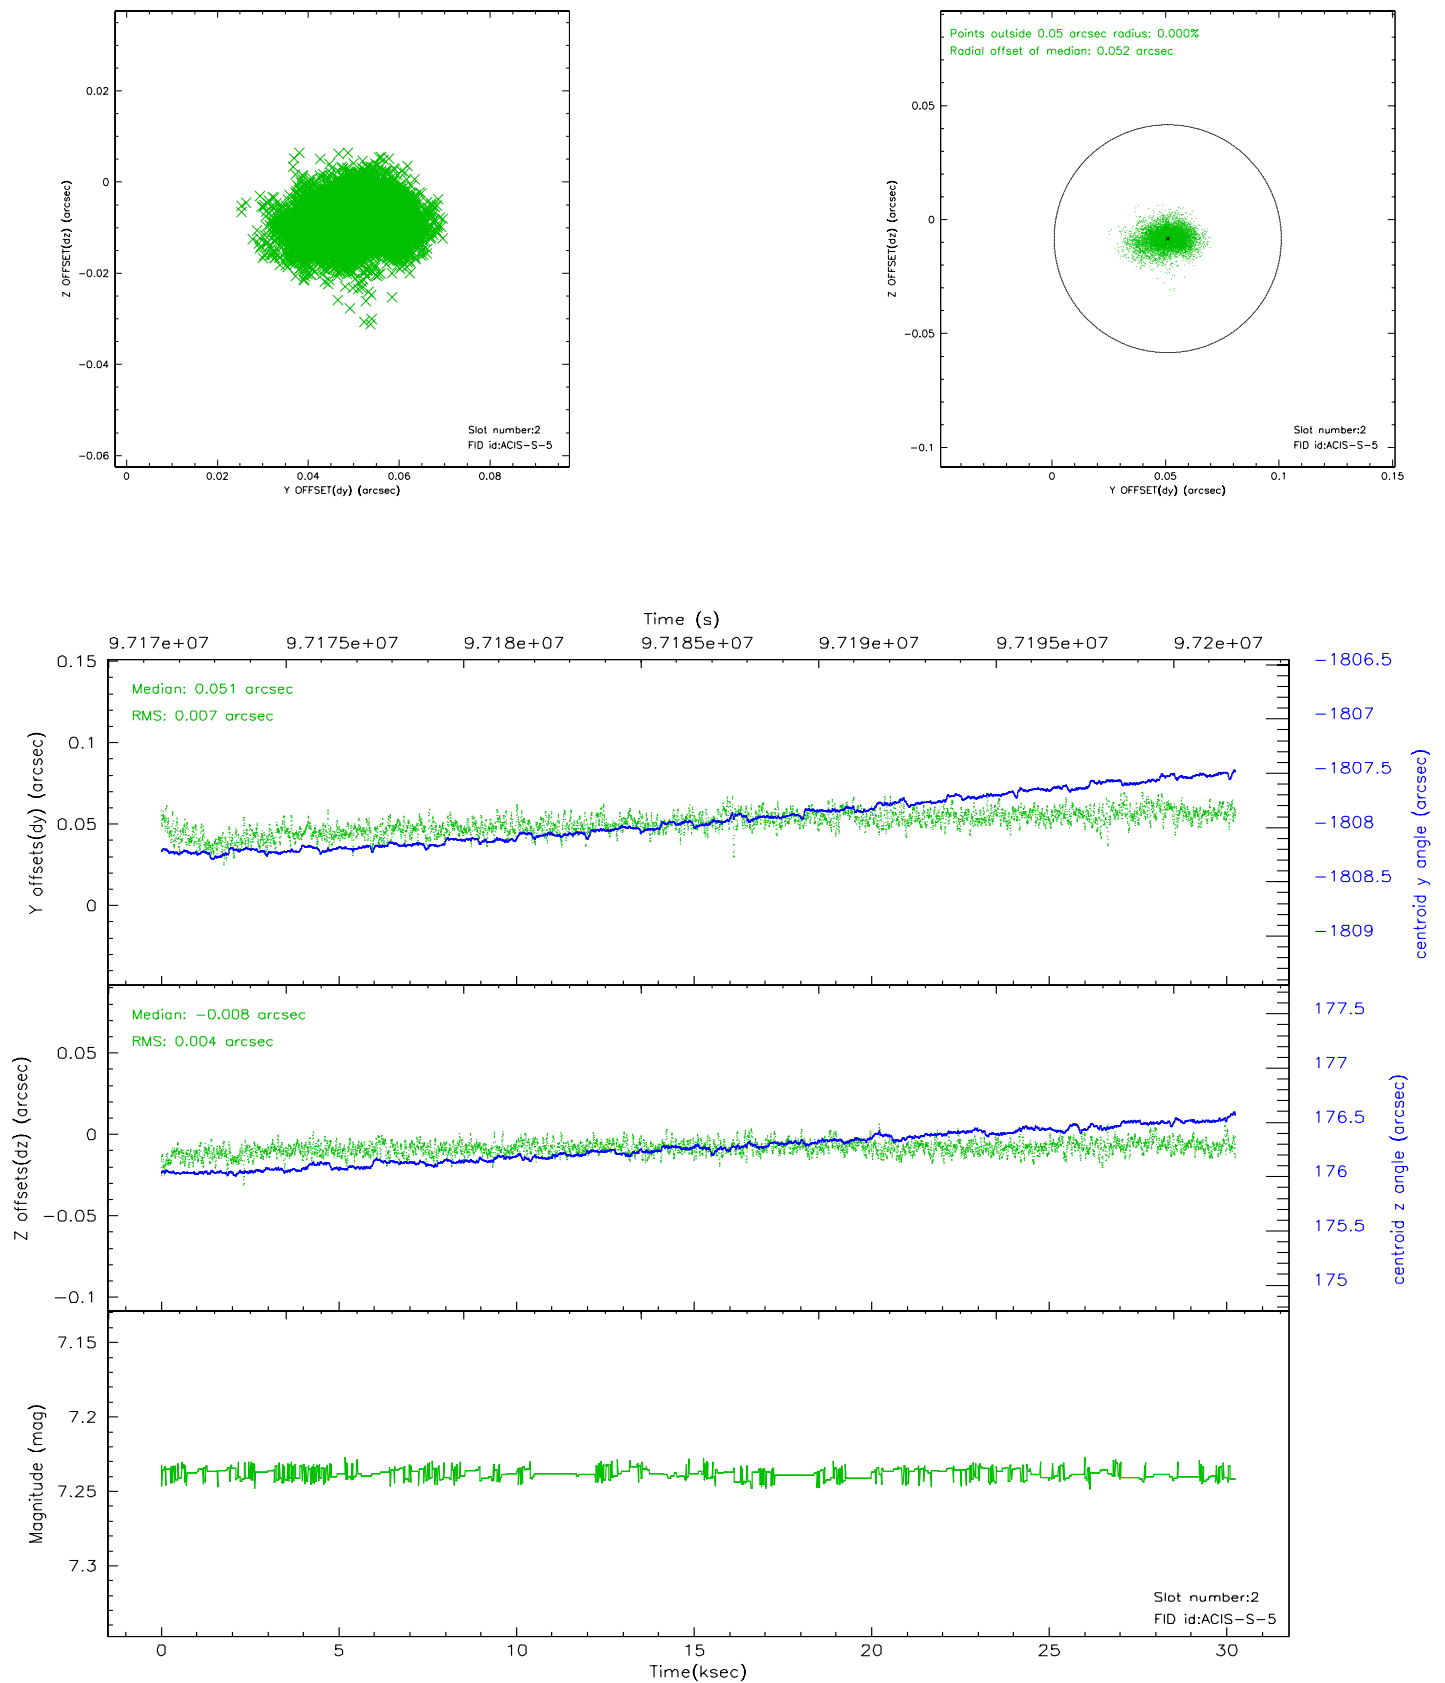 0.02
0
-0.02
-0.04
-0.06
Z OFFSET(dz) (arcsec)
Slot number:2
FID id:ACIS-S-5
0 0.02 0.04 0.06 0.08
Y OFFSET(dy) (arcsec)
Points outside 0.05 arcsec radius: 0.000%
Radial offset of median: 0.052 arcsec
0.05
0
-0.05
-0.1
Z OFFSET(dz) (arcsec)
Slot number:2
FID id:ACIS-S-5
0 0.05 0.1 0.15
Y OFFSET(dy) (arcsec)
Time (s)
9.717e+07 9.7175e+07 9.718e+07 9.7185e+07 9.719e+07 9.7195e+07 9.72e+07
0.15
0.1
0.05
0
Y offsets(dy) (arcsec)
Median: 0.051 arcsec
RMS: 0.007 arcsec
-1806.5
-1807
-1807.5
-1808
-1808.5
-1809
centroid y angle (arcsec)
0.05
0
-0.05
-0.1
Z offsets(dz) (arcsec)
Median: -0.008 arcsec
RMS: 0.004 arcsec
177.5
177
176.5
176
175.5
175
centroid z angle (arcsec)
7.15
7.2
7.25
7.3
Magnitude (mag)
Slot number:2
FID id:ACIS-S-5
0 5 10 15 20 25 30
Time(ksec)